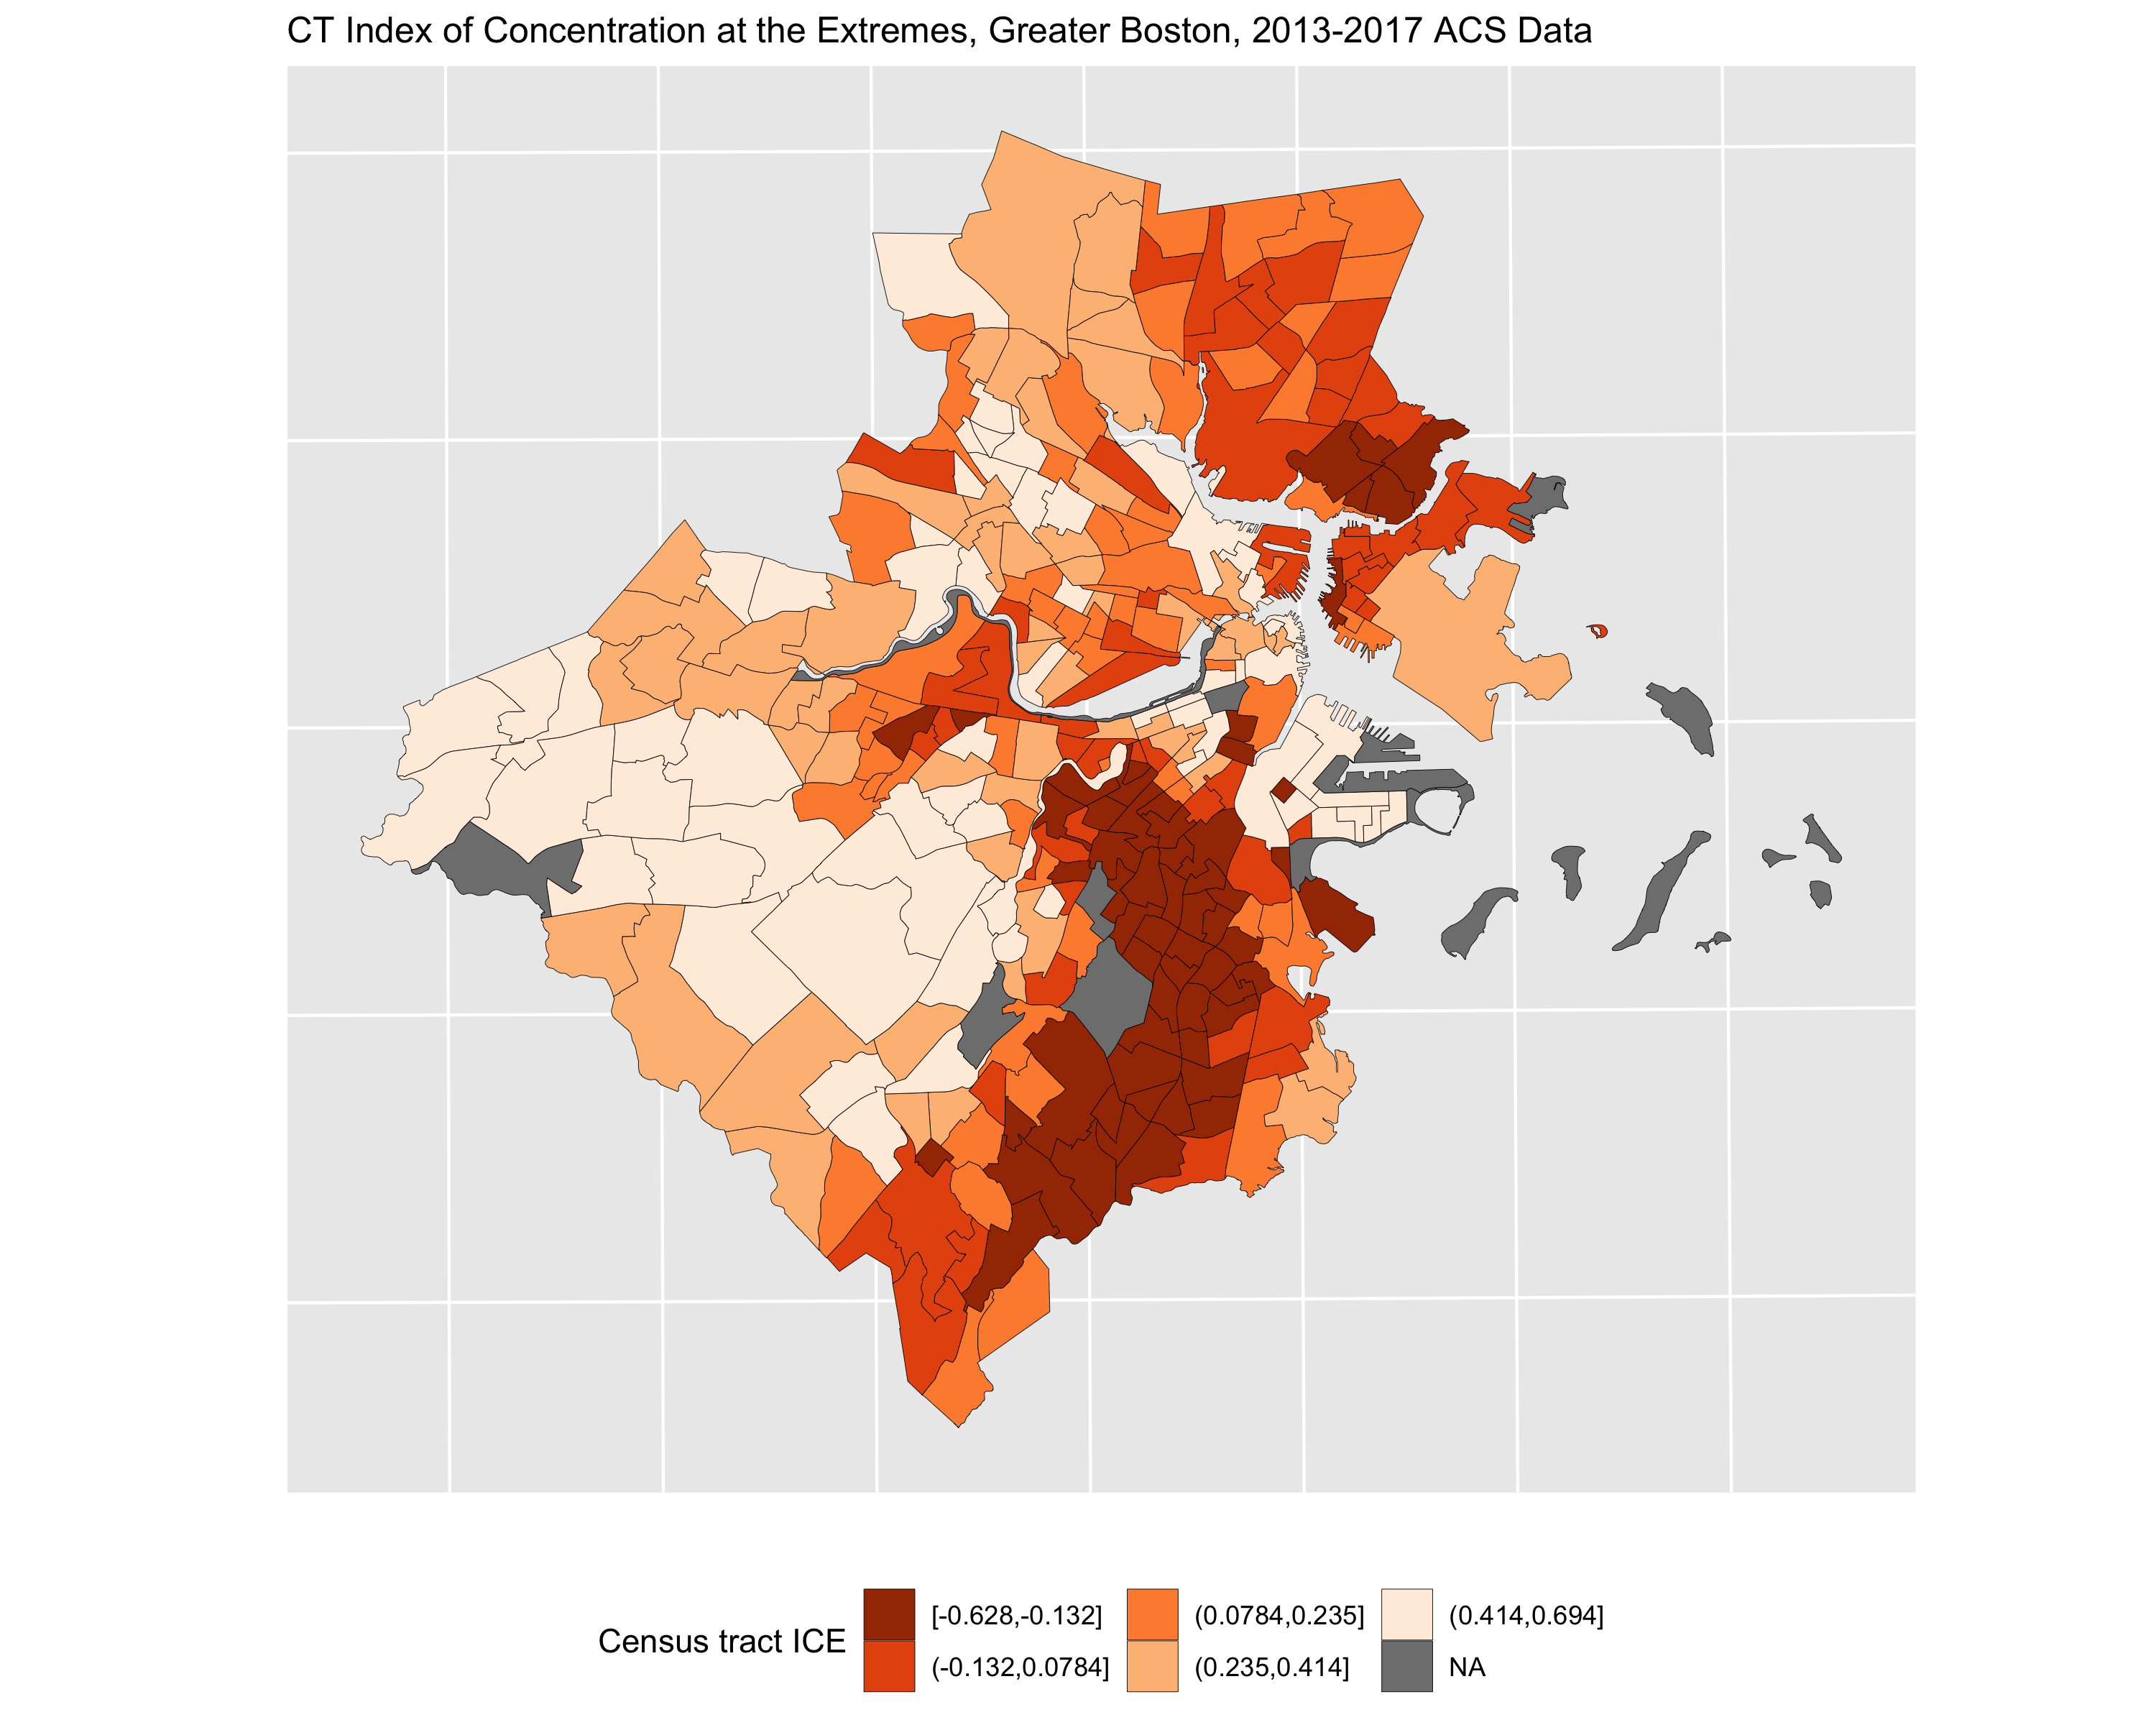 CT Index of Concentration at the Extremes, Greater Boston, 2013-2017 ACS Data
Census tract ICE
[-0.628,-0.132]
(-0.132,0.0784]
(0.0784,0.235]
(0.235,0.414]
(0.414,0.694]
NA